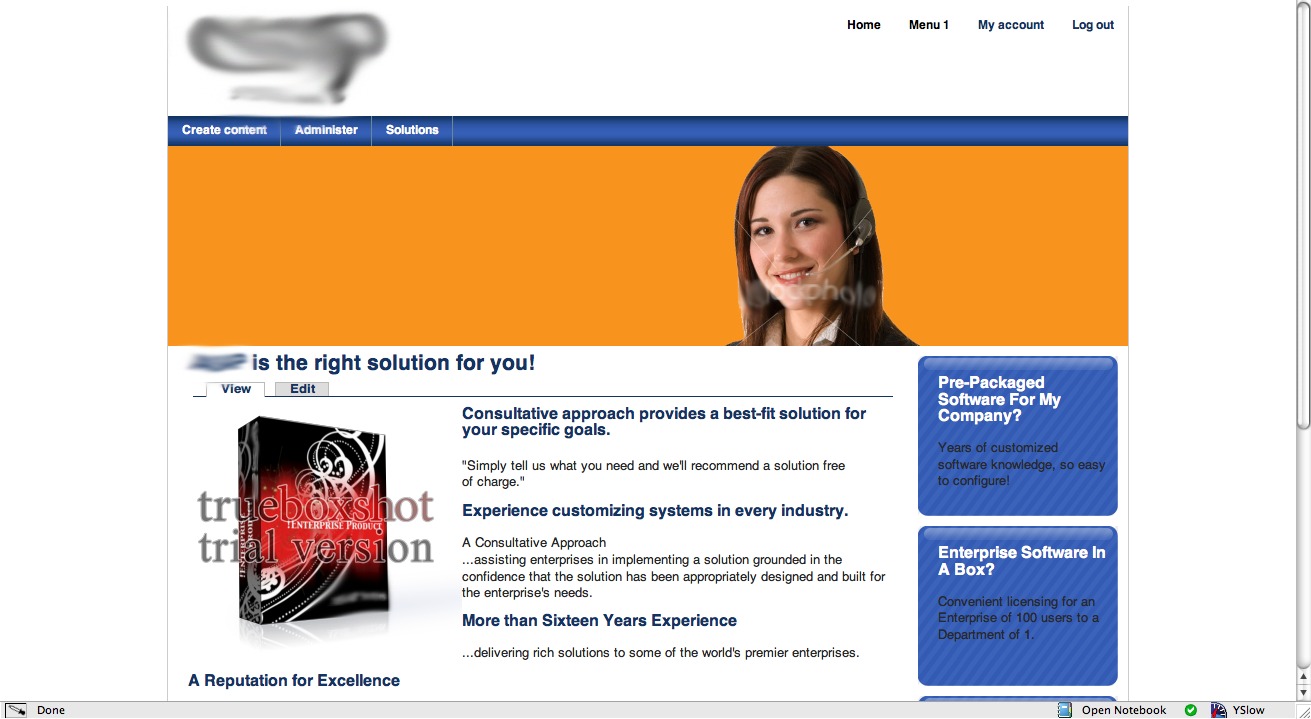 Home Menu 1 My account Log out
Create content Administer Solutions
is the right solution for you!
View Edit
Consultative approach provides a best-fit solution for
your specific goals.
"Simply tell us what you need and we'll recommend a solution free
of charge."
Experience customizing systems in every industry.
A Consultative Approach
...assisting enterprises in implementing a solution grounded in the
confidence that the solution has been appropriately designed and built for
the enterprise's needs.
More than Sixteen Years Experience
...delivering rich solutions to some of the world's premier enterprises.
trueboxshot
trial version
Enterprise Product
A Reputation for Excellence
Pre-Packaged
Software For My
Company?
Years of customized
software knowledge, so easy
to configure!
Enterprise Software In
A Box?
Convenient licensing for an
Enterprise of 100 users to a
Department of 1.
Done Open Notebook YSlow